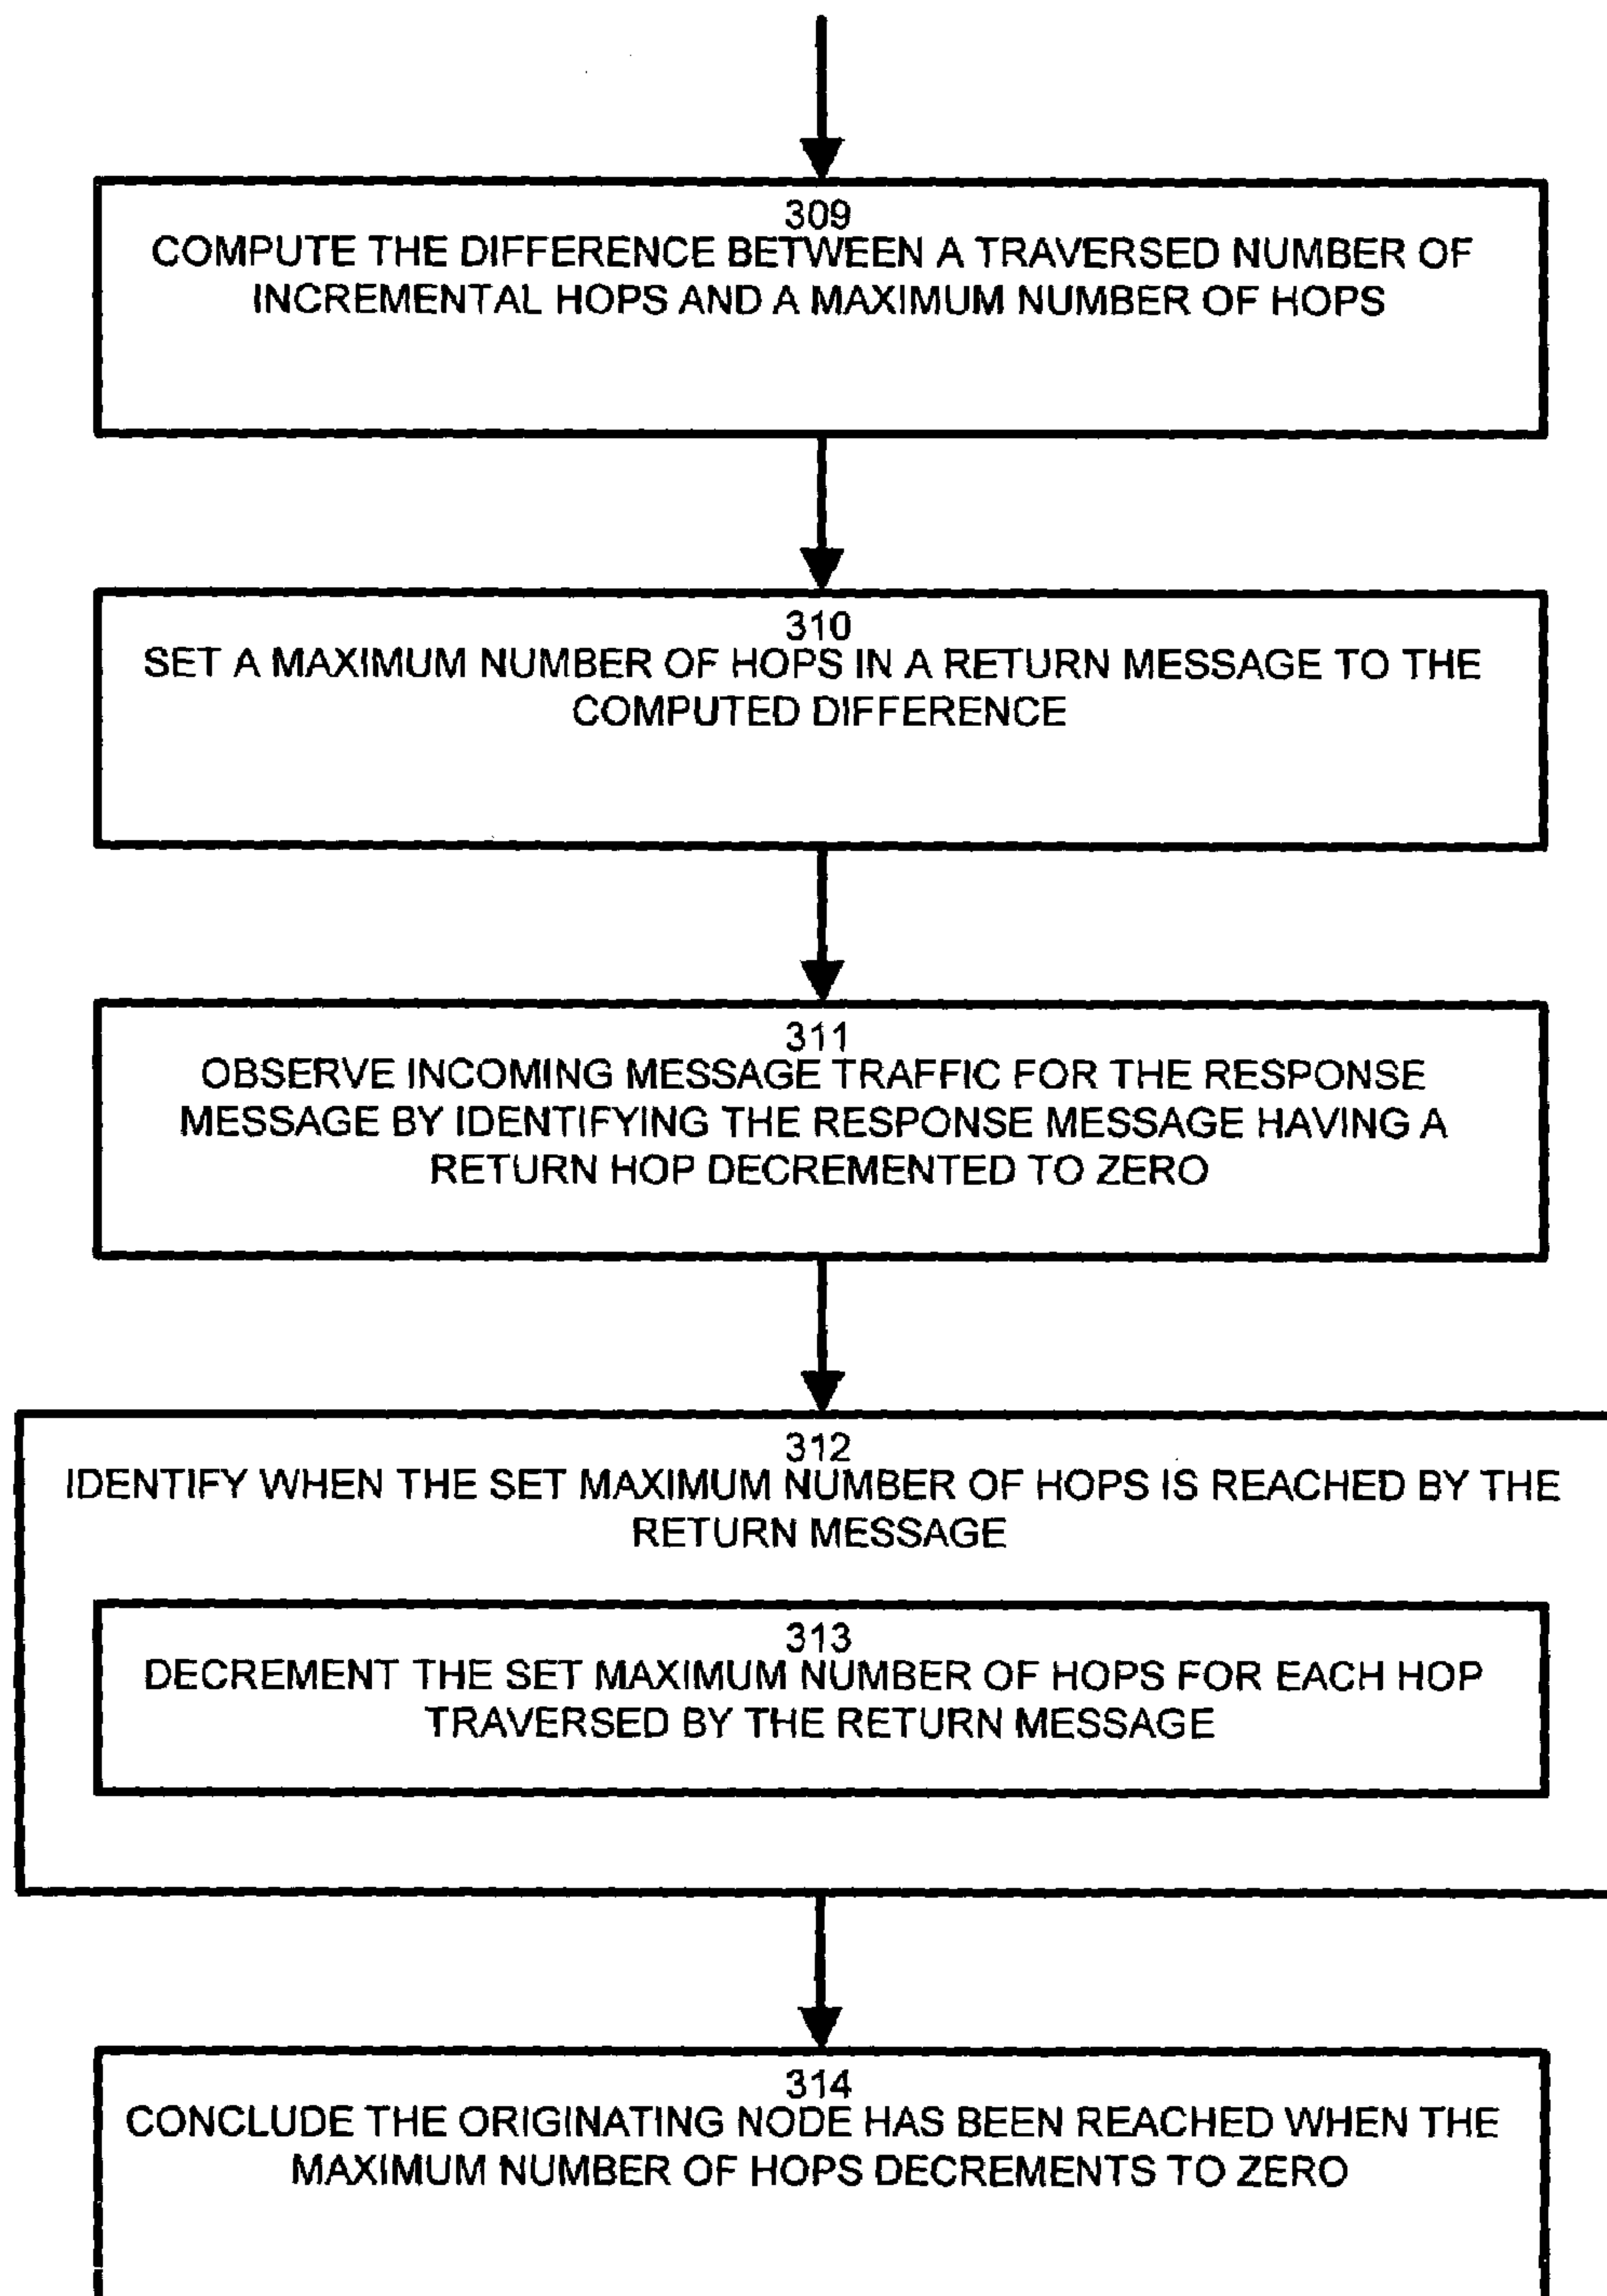 309
COMPUTE THE DIFFERENCE BETWEEN A TRAVERSED NUMBER OF
INCREMENTAL HOPS AND A MAXIMUM NUMBER OF HOPS
310
SET A MAXIMUM NUMBER OF HOPS IN A RETURN MESSAGE TO THE
COMPUTED DIFFERENCE
311
OBSERVE INCOMING MESSAGE TRAFFIC FOR THE RESPONSE
MESSAGE BY IDENTIFYING THE RESPONSE MESSAGE HAVING A
RETURN HOP DECREMENTED TO ZERO
312
IDENTIFY WHEN THE SET MAXIMUM NUMBER OF HOPS IS REACHED BY THE
RETURN MESSAGE
313
DECREMENT THE SET MAXIMUM NUMBER OF HOPS FOR EACH HOP
TRAVERSED BY THE RETURN MESSAGE
314
CONCLUDE THE ORIGINATING NODE HAS BEEN REACHED WHEN THE
MAXIMUM NUMBER OF HOPS DECREMENTS TO ZERO